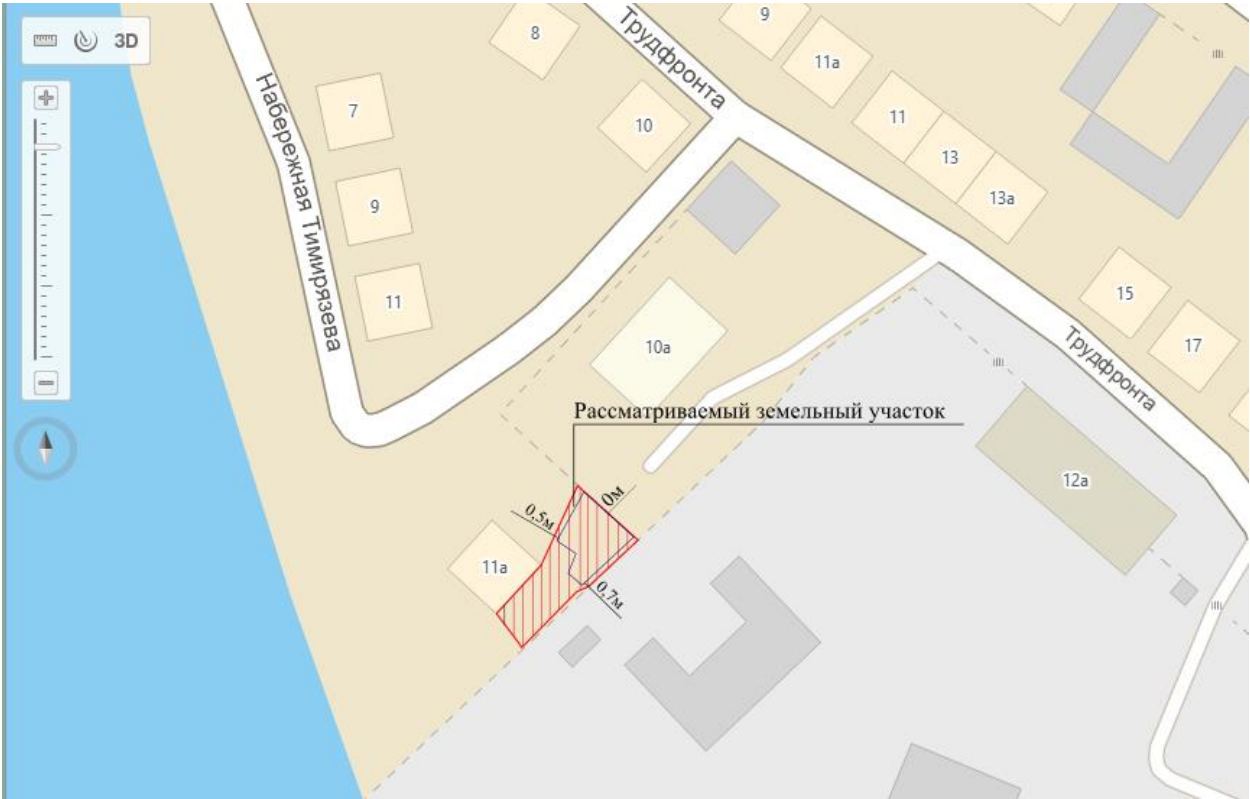 3D
8
9
11а
Трудфронта
7
10
11
13
13а
Набережная Тимирязева
9
11
15
17
10а
Трудфронта
Рассматриваемый земельный участок
12а
0м
0,5м
11а
0,7м